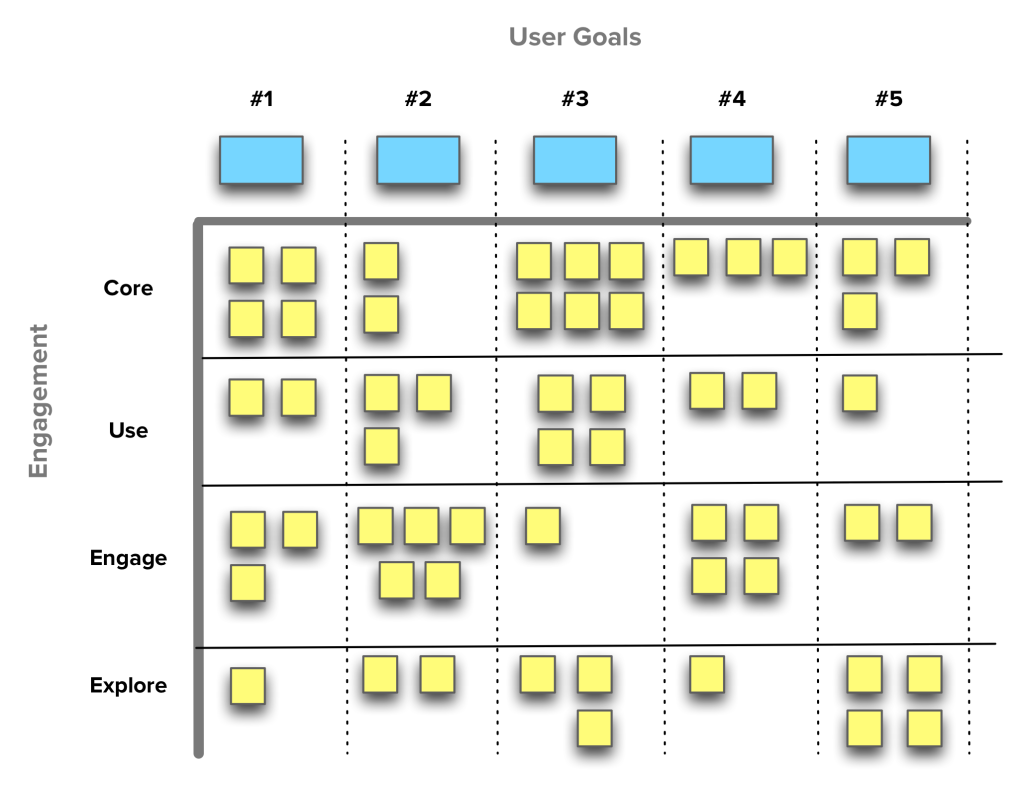 User Goals
#1 #2 #3 #4 #5
Core
Use
Engage
Explore
Engagement